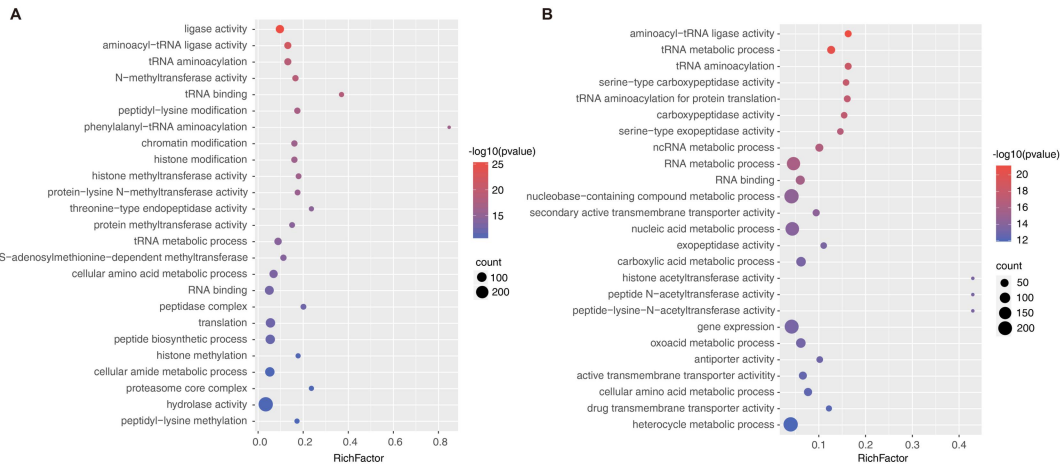 A
ligase activity
aminoacyl-tRNA ligase activity
tRNA aminoacylation
N-methyltransferase activity
tRNA binding
peptidyl-lysine modification
phenylalanyl-tRNA aminoacylation
chromatin modification
histone modification
histone methyltransferase activity
protein-lysine N-methyltransferase activity
threonine-type endopeptidase activity
protein methyltransferase activity
tRNA metabolic process
S-adenosylmethionine-dependent methyltransferase
cellular amino acid metabolic process
RNA binding
peptidase complex
translation
peptide biosynthetic process
histone methylation
cellular amide metabolic process
proteasome core complex
hydrolase activity
peptidyl-lysine methylation
0.0 0.2 0.4 0.6 0.8
RichFactor
-log10(pvalue)
25
20
15
count
100
200
B
aminoacyl-tRNA ligase activity
tRNA metabolic process
tRNA aminoacylation
serine-type carboxypeptidase activity
tRNA aminoacylation for protein translation
carboxypeptidase activity
serine-type exopeptidase activity
ncRNA metabolic process
RNA metabolic process
RNA binding
nucleobase-containing compound metabolic process
secondary active transmembrane transporter activity
nucleic acid metabolic process
exopeptidase activity
carboxylic acid metabolic process
histone acetyltransferase activity
peptide N-acetyltransferase activity
peptide-lysine-N-acetyltransferase activity
gene expression
oxoacid metabolic process
antiporter activity
active transmembrane transporter activitity
cellular amino acid metabolic process
drug transmembrane transporter activity
heterocycle metabolic process
0.1 0.2 0.3 0.4
RichFactor
-log10(pvalue)
20
18
16
14
12
count
50
100
150
200